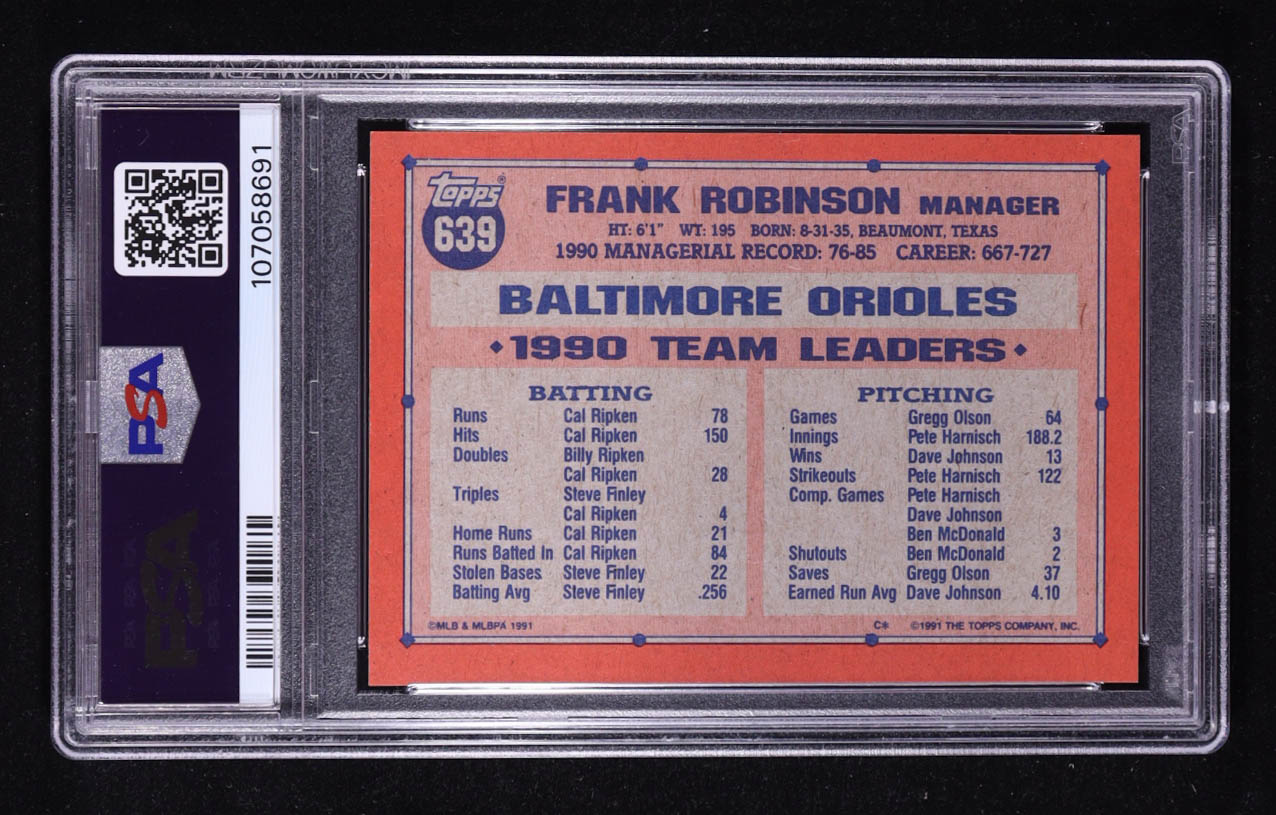 107058691
PSA
PSA
topps®
639
FRANK ROBINSON MANAGER
HT: 6'1" WT: 195 BORN: 8-31-35, BEAUMONT, TEXAS
1990 MANAGERIAL RECORD: 76-85 CAREER: 667-727
BALTIMORE ORIOLES
1990 TEAM LEADERS
BATTING
Runs Cal Ripken 78
Hits Cal Ripken 150
Doubles Billy Ripken
Cal Ripken 28
Triples Steve Finley
Cal Ripken 4
Home Runs Cal Ripken 21
Runs Batted In Cal Ripken 84
Stolen Bases Steve Finley 22
Batting Avg Steve Finley .256
PITCHING
Games Gregg Olson 64
Innings Pete Harnisch 188.2
Wins Dave Johnson 13
Strikeouts Pete Harnisch 122
Comp. Games Pete Harnisch
Dave Johnson
Ben McDonald 3
Shutouts Ben McDonald 2
Saves Gregg Olson 37
Earned Run Avg Dave Johnson 4.10
©MLB & MLBPA 1991
C* ©1991 THE TOPPS COMPANY, INC.